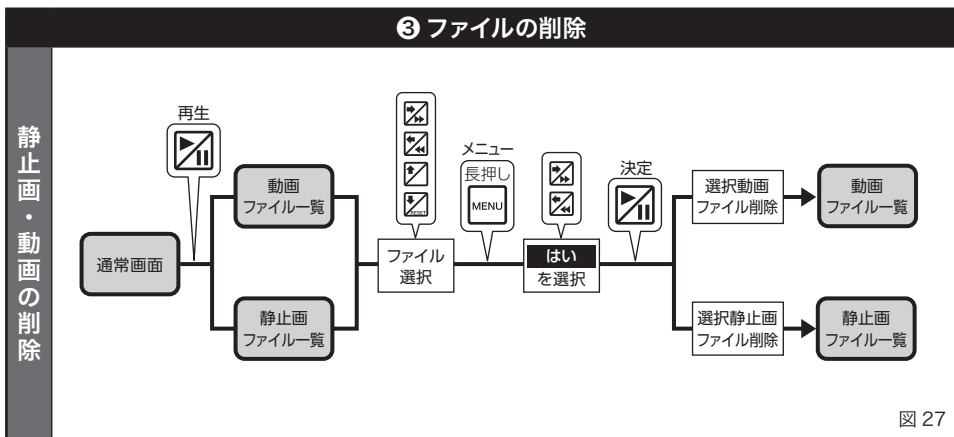 ❸ ファイルの削除
静止画・動画の削除
通常画面
再生
動画
ファイル一覧
静止画
ファイル一覧
RESET
ファイル
選択
メニュー
長押し
MENU
はい
を選択
決定
選択動画
ファイル削除
動画
ファイル一覧
選択静止画
ファイル削除
静止画
ファイル一覧
図 27